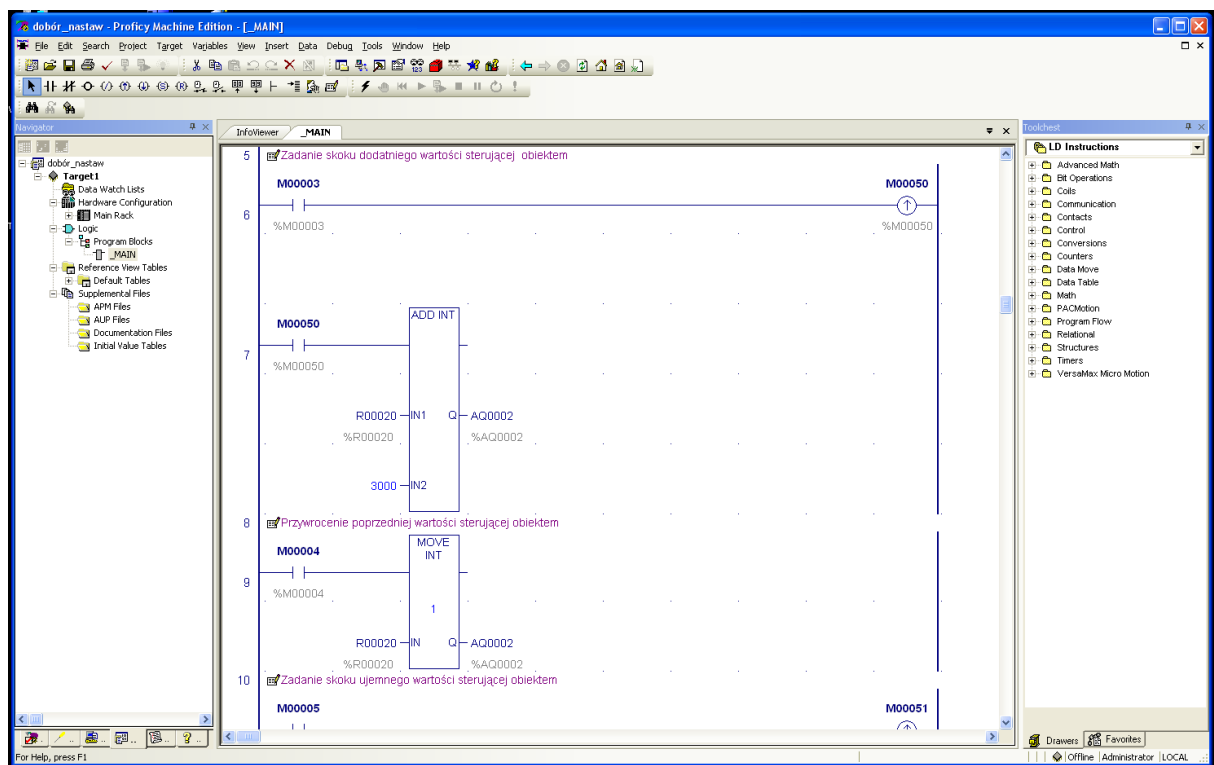 dobór_nastaw - Proficy Machine Edition - [_MAIN]
File Edit Search Project Target Variables View Insert Data Debug Tools Window Help
Navigator
dobór_nastaw
Target1
Data Watch Lists
Hardware Configuration
Main Rack
Logic
Program Blocks
_MAIN
Reference View Tables
Default Tables
Supplemental Files
APM Files
AUP Files
Documentation Files
Initial Value Tables
InfoViewer _MAIN
5 Zadanie skoku dodatniego wartości sterującej obiektem
M00003 M00050
6
%M00003 %M00050
ADD INT
M00050
7
%M00050
R00020 IN1 Q AQ0002
%R00020 %AQ0002
3000 IN2
8 Przywrocenie poprzedniej wartości sterującej obiektem
MOVE
INT
M00004
9
%M00004
1
R00020 IN Q AQ0002
%R00020 %AQ0002
10 Zadanie skoku ujemnego wartości sterującej obiektem
M00005 M00051
Toolchest
LD Instructions
Advanced Math
Bit Operations
Coils
Communication
Contacts
Control
Conversions
Counters
Data Move
Data Table
Math
PACMotion
Program Flow
Relational
Structures
Timers
VersaMax Micro Motion
Drawers Favorites
For Help, press F1
Offline Administrator LOCAL